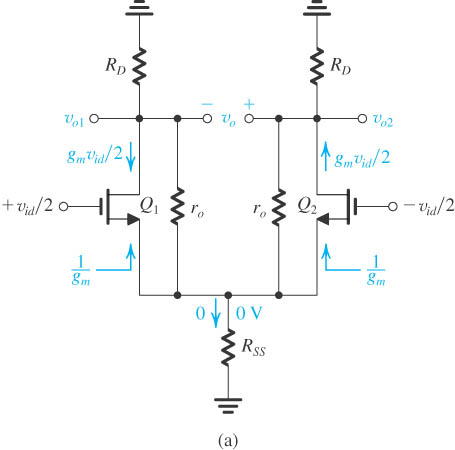 R_D R_D
v_o1 − v_o + v_o2
g_m v_id/2 g_m v_id/2
+ v_id/2 Q_1 r_o r_o Q_2 − v_id/2
1/g_m 1/g_m
0 0 V
R_SS
(a)